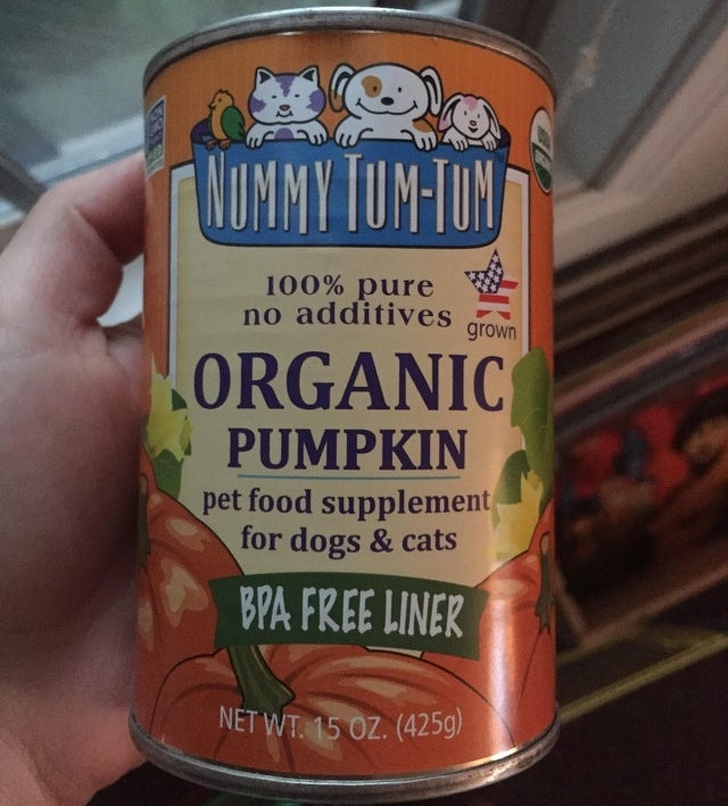 NUMMY TUM-TUM
100% pure
no additives
grown
ORGANIC
PUMPKIN
pet food supplement
for dogs & cats
BPA FREE LINER
NET WT. 15 OZ. (425g)